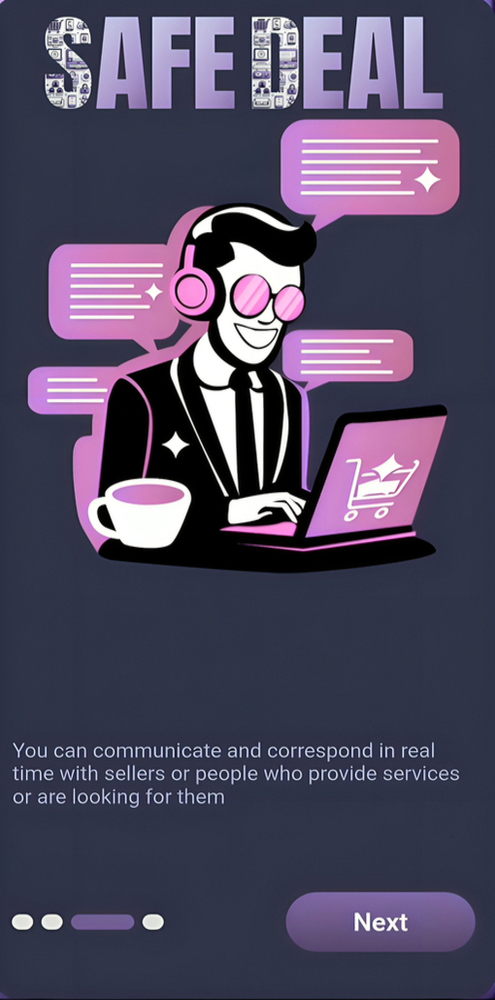 SAFE DEAL
You can communicate and correspond in real
time with sellers or people who provide services
or are looking for them
Next